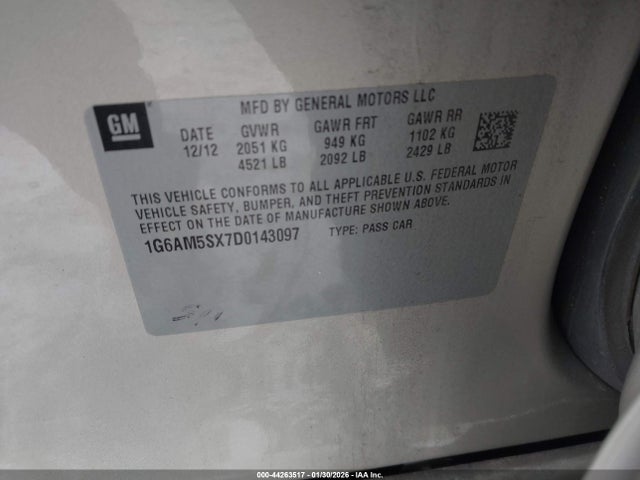 GM
MFD BY GENERAL MOTORS LLC
DATE GVWR GAWR FRT GAWR RR
12/12 2051 KG 949 KG 1102 KG
4521 LB 2092 LB 2429 LB
THIS VEHICLE CONFORMS TO ALL APPLICABLE U.S. FEDERAL MOTOR
VEHICLE SAFETY, BUMPER, AND THEFT PREVENTION STANDARDS IN
EFFECT ON THE DATE OF MANUFACTURE SHOWN ABOVE.
1G6AM5SX7D0143097 TYPE: PASS CAR
000-44263517 - 01/30/2026 - IAA Inc.